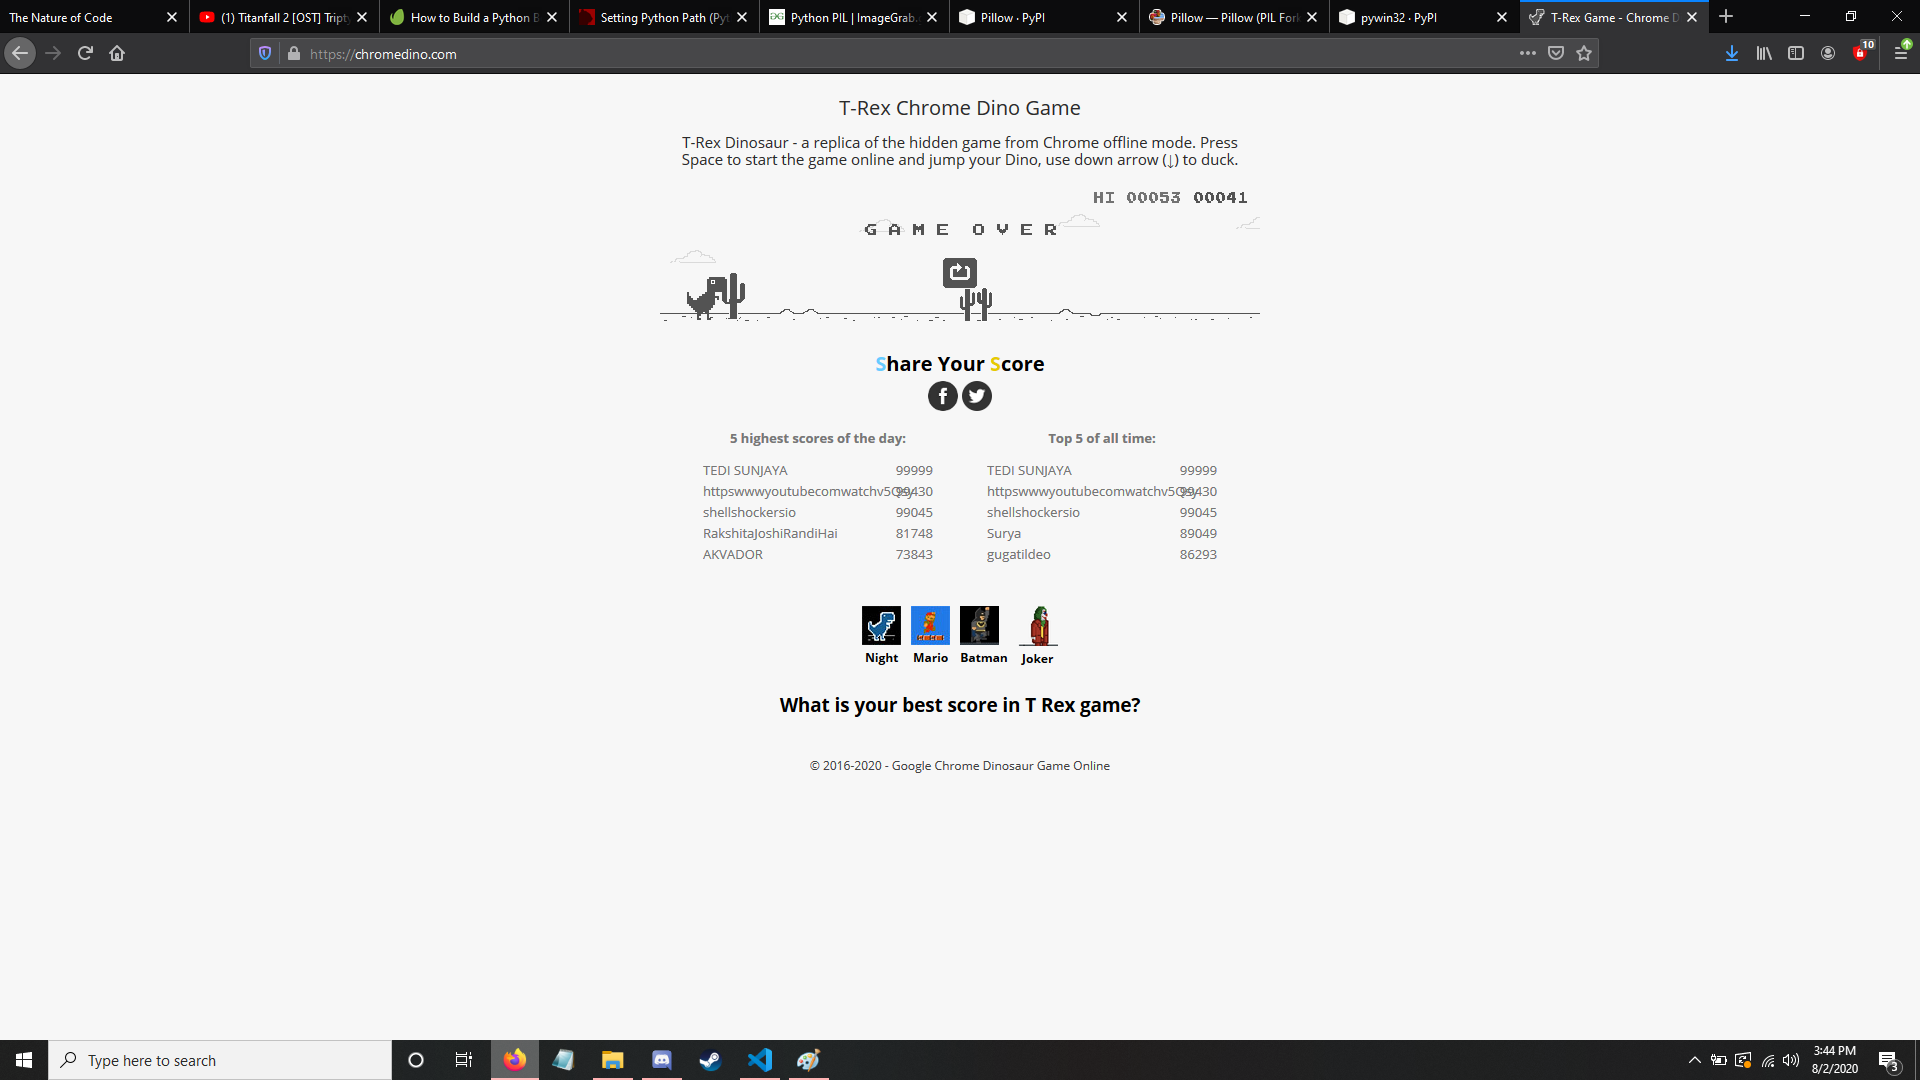 The Nature of Code
(1) Titanfall 2 [OST] Tript
How to Build a Python B
Setting Python Path (Pyt
Python PIL | ImageGrab.
Pillow · PyPI
Pillow — Pillow (PIL Fork
pywin32 · PyPI
T-Rex Game - Chrome D
https://chromedino.com
10
T-Rex Chrome Dino Game
T-Rex Dinosaur - a replica of the hidden game from Chrome offline mode. Press
Space to start the game online and jump your Dino, use down arrow (↓) to duck.
HI 00053 00041
GAME OVER
Share Your Score
5 highest scores of the day:
TEDI SUNJAYA 99999
httpswwwyoutubecomwatchv5Qsy 99430
shellshockersio 99045
RakshitaJoshiRandiHai 81748
AKVADOR 73843
Top 5 of all time:
TEDI SUNJAYA 99999
httpswwwyoutubecomwatchv5Qsy 99430
shellshockersio 99045
Surya 89049
gugatildeo 86293
Night Mario Batman Joker
What is your best score in T Rex game?
© 2016-2020 - Google Chrome Dinosaur Game Online
Type here to search
3:44 PM
8/2/2020
3